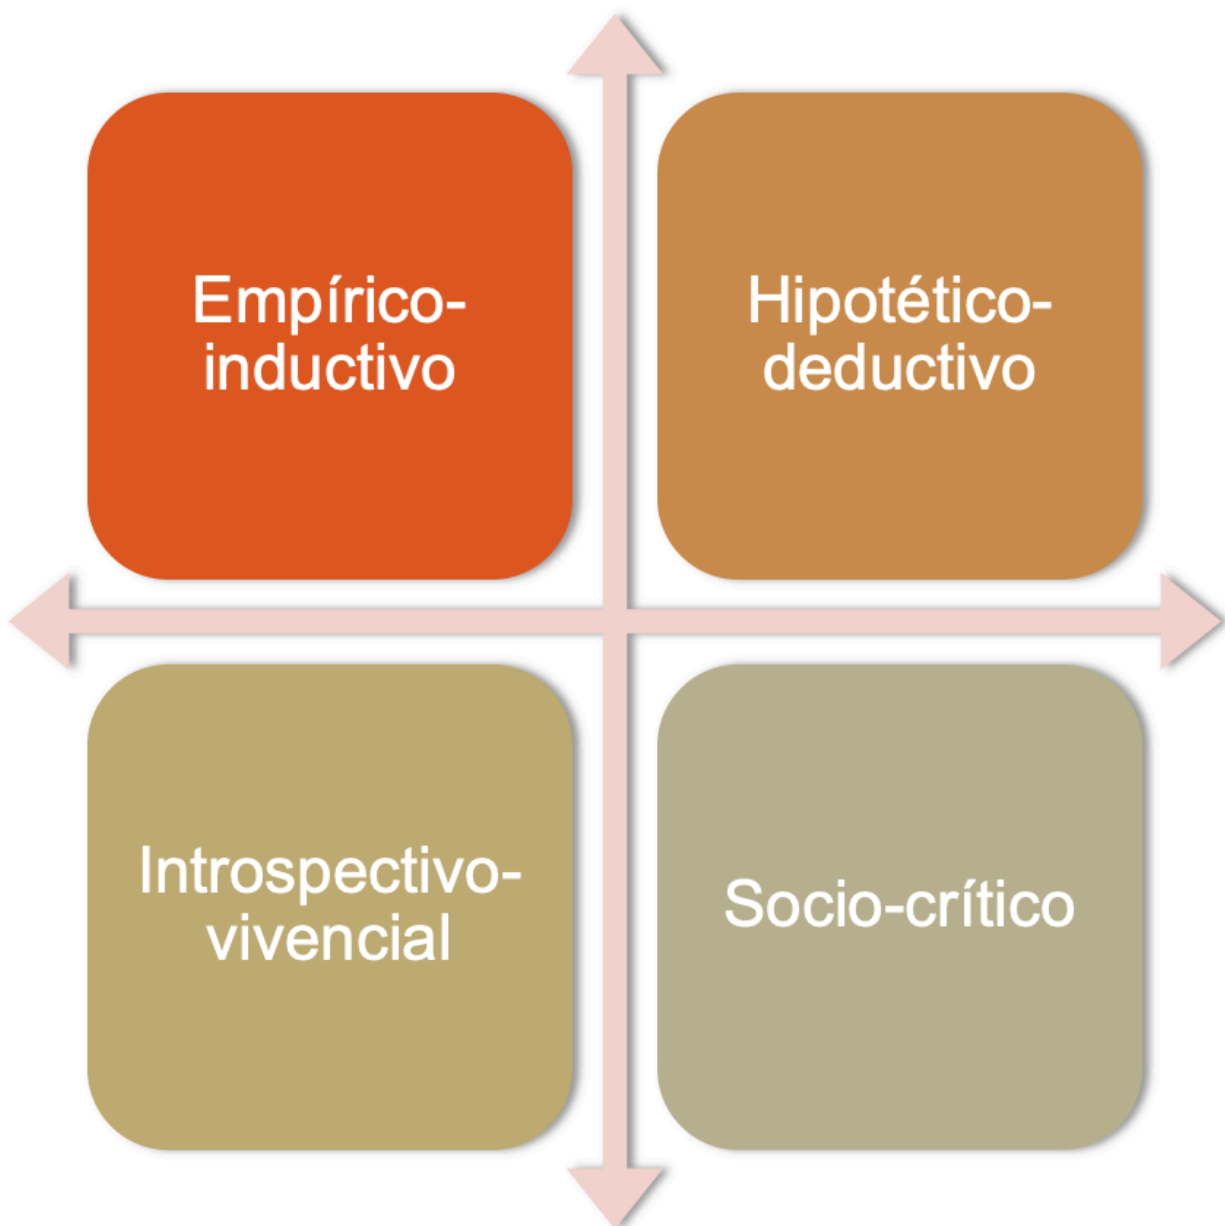 Empírico-
inductivo
Hipotético-
deductivo
Introspectivo-
vivencial
Socio-crítico